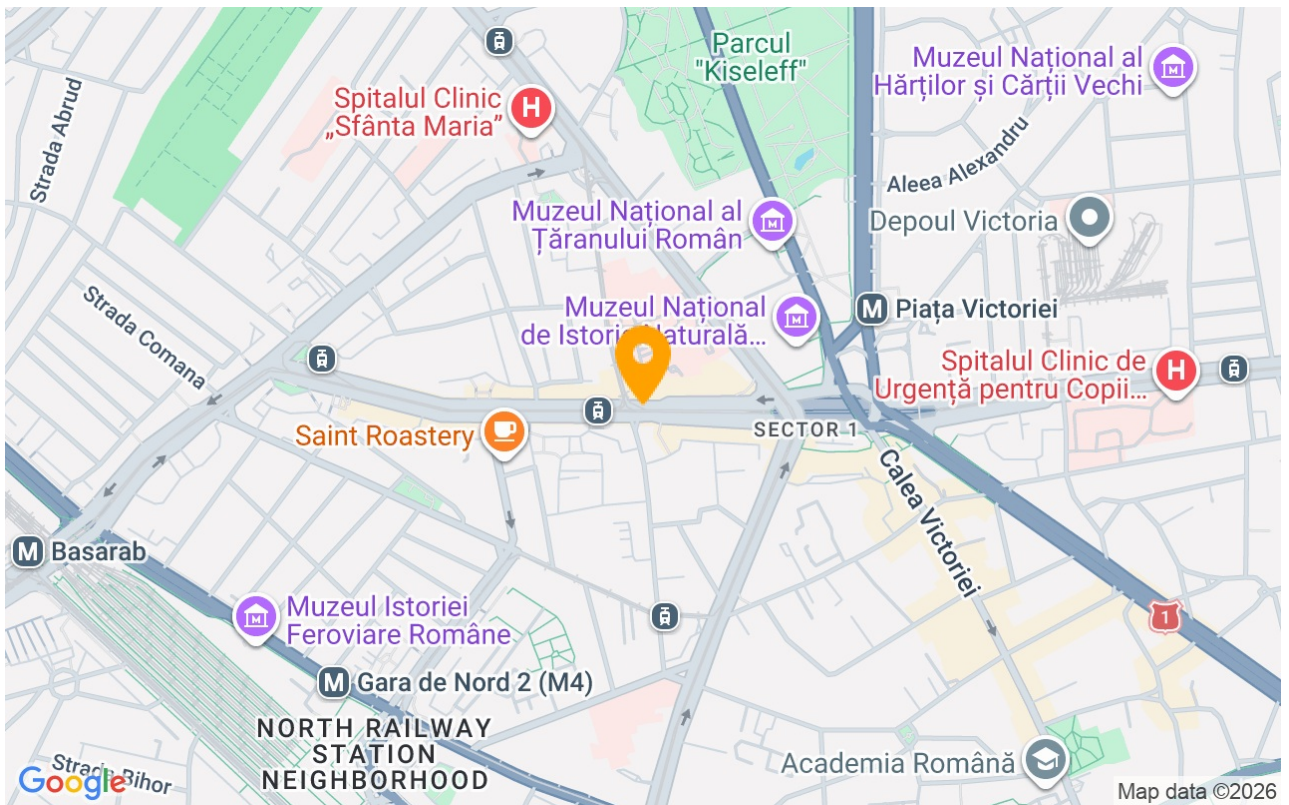 Parcul
"Kiseleff"
Muzeul Național al
Hărților și Cărții Vechi
Strada Abrud
Spitalul Clinic
„Sfânta Maria”
Aleea Alexandru
Muzeul Național al
Țăranului Român
Depoul Victoria
Strada Comana
Muzeul Național
de Istorie Naturală...
M Piața Victoriei
Spitalul Clinic de
Urgență pentru Copii...
Saint Roastery
SECTOR 1
Calea Victoriei
M Basarab
Muzeul Istoriei
Feroviare Române
1
M Gara de Nord 2 (M4)
NORTH RAILWAY
STATION
NEIGHBORHOOD
Strada Bihor
Academia Română
Google
Map data ©2026